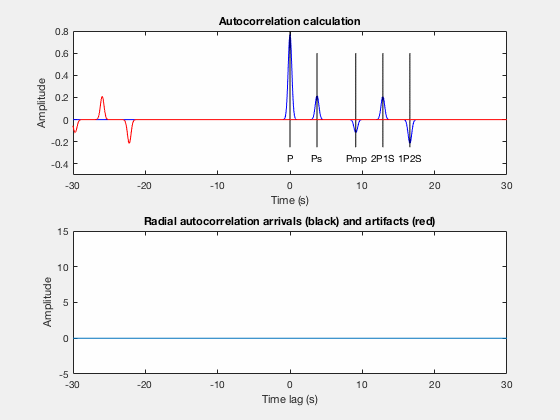 Autocorrelation calculation
0.8
0.6
0.4
0.2
0
-0.2
-0.4
Amplitude
P Ps Pmp 2P1S 1P2S
-30 -20 -10 0 10 20 30
Time (s)
Radial autocorrelation arrivals (black) and artifacts (red)
15
10
5
0
-5
Amplitude
-30 -20 -10 0 10 20 30
Time lag (s)